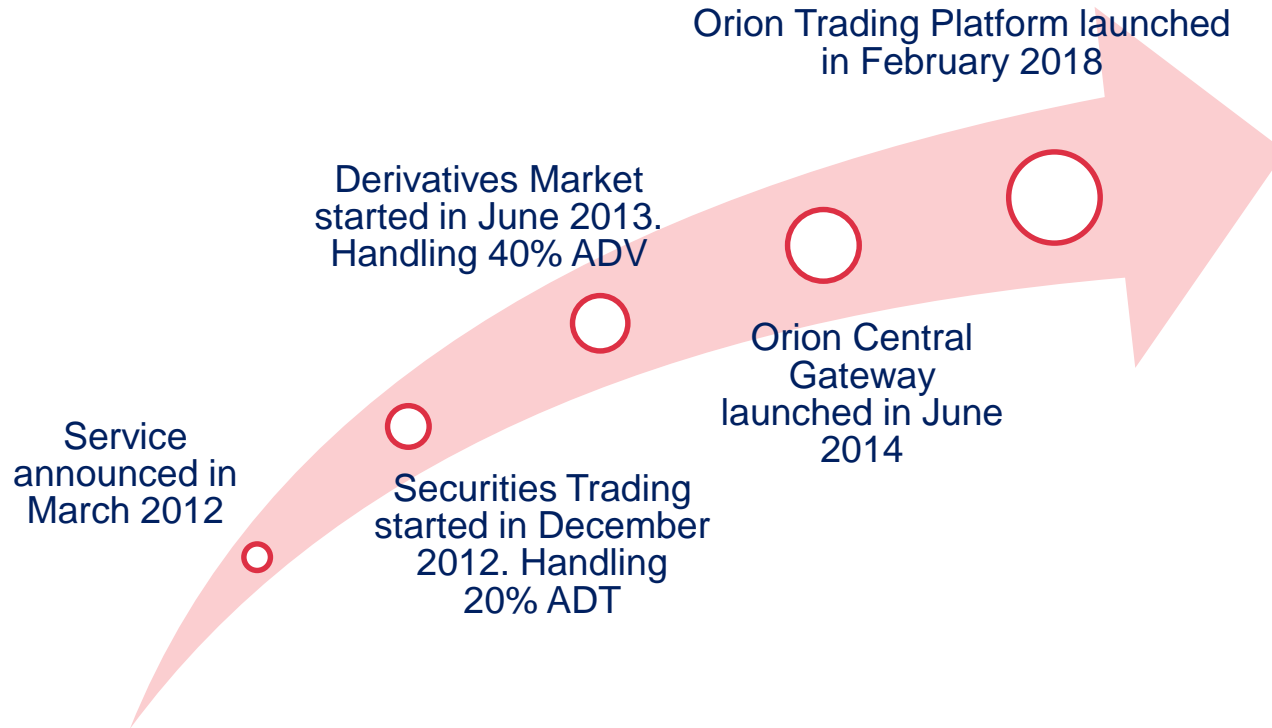 Orion Trading Platform launched
in February 2018
Derivatives Market
started in June 2013.
Handling 40% ADV
Orion Central
Gateway
launched in June
2014
Service
announced in
March 2012
Securities Trading
started in December
2012. Handling
20% ADT